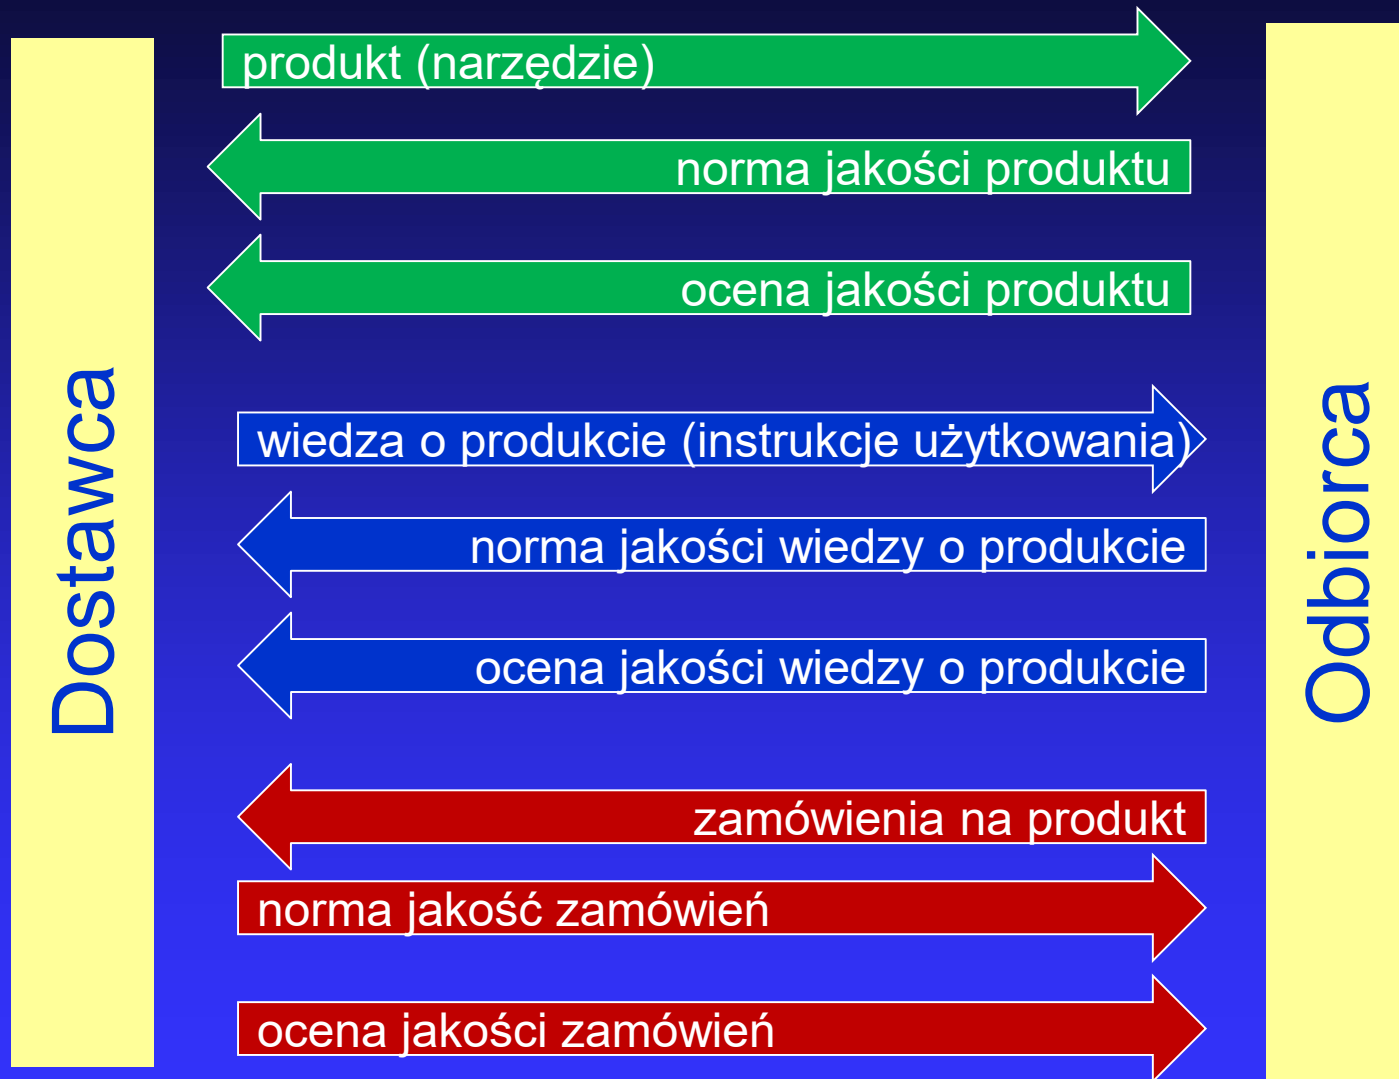 produkt (narzędzie)
norma jakości produktu
ocena jakości produktu
Dostawca
wiedza o produkcie (instrukcje użytkowania)
norma jakości wiedzy o produkcie
ocena jakości wiedzy o produkcie
Odbiorca
zamówienia na produkt
norma jakość zamówień
ocena jakości zamówień